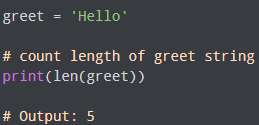 greet = 'Hello'
# count length of greet string
print(len(greet))
# Output: 5